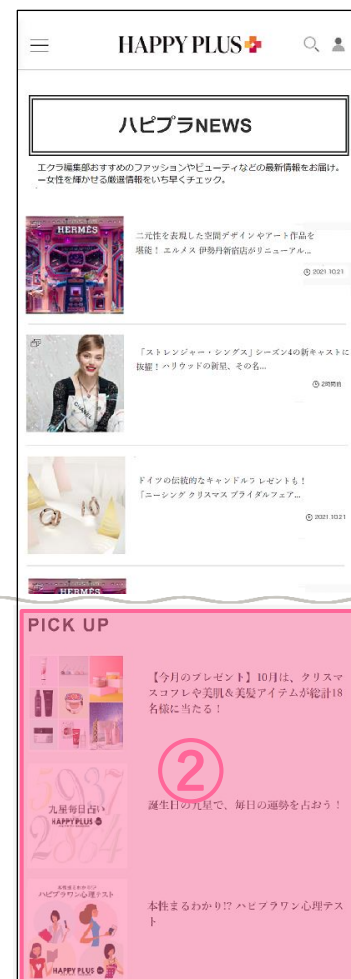 HAPPY PLUS
ハピプラNEWS
エクラ編集部おすすめのファッションやビューティなどの最新情報をお届け。
ー女性を輝かせる厳選情報をいち早くチェック。
HERMÈS
二元性を表現した空間デザインやアート作品を
堪能！ エルメス 伊勢丹新宿店がリニューアル...
2021 10.21
「ストレンジャー・シングス」シーズン4の新キャストに
抜擢！ハリウッドの新星、その名...
2時間前
CHANEL
ドイツの伝統的なキャンドルプレゼントも！
「ニーシング クリスマス ブライダルフェア...
2021 10.21
HERMÈS
PICK UP
【今月のプレゼント】10月は、クリスマ
スコフレや美肌＆美髪アイテムが総計18
名様に当たる！
②
5937
九星毎日占い
HAPPY PLUS
2864
誕生日の九星で、毎日の運勢を占おう！
本性まるわかり!?
ハピプラワン心理テスト
HAPPY PLUS
本性まるわかり!? ハピプラワン心理テス
ト